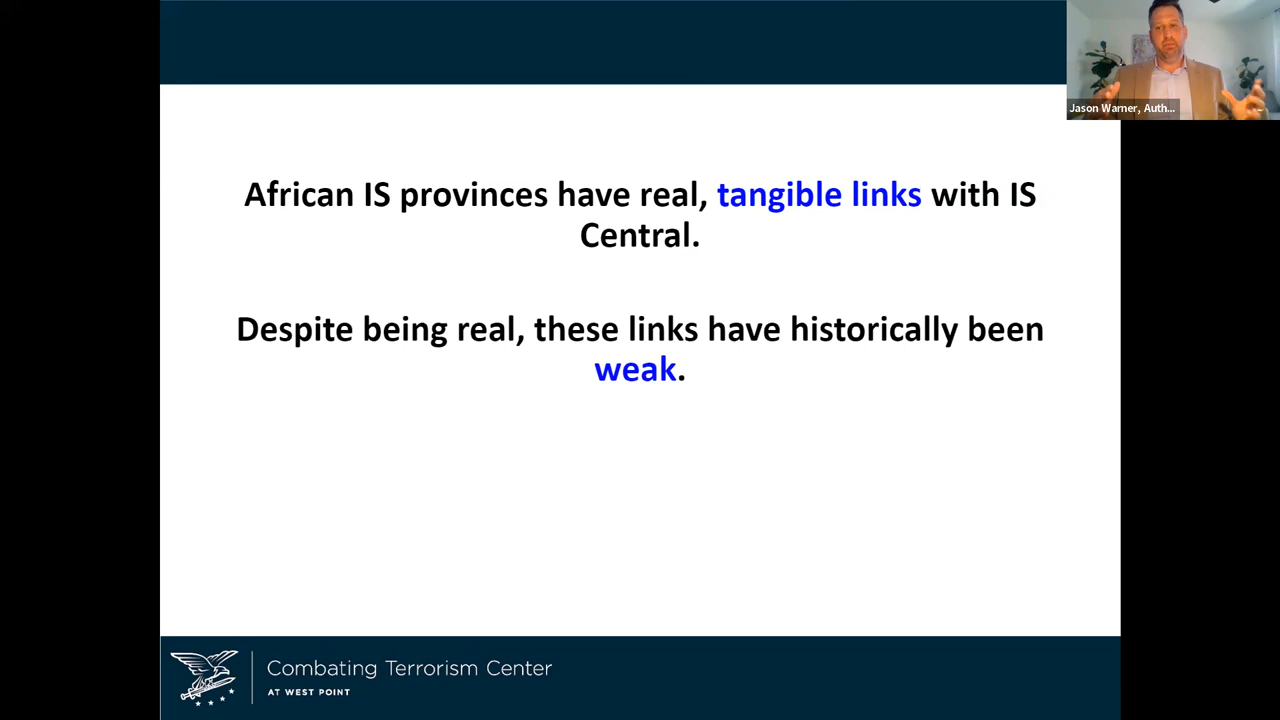 Jason Warner, Auth...
African IS provinces have real, tangible links with IS
Central.
Despite being real, these links have historically been
weak.
Combating Terrorism Center
AT WEST POINT